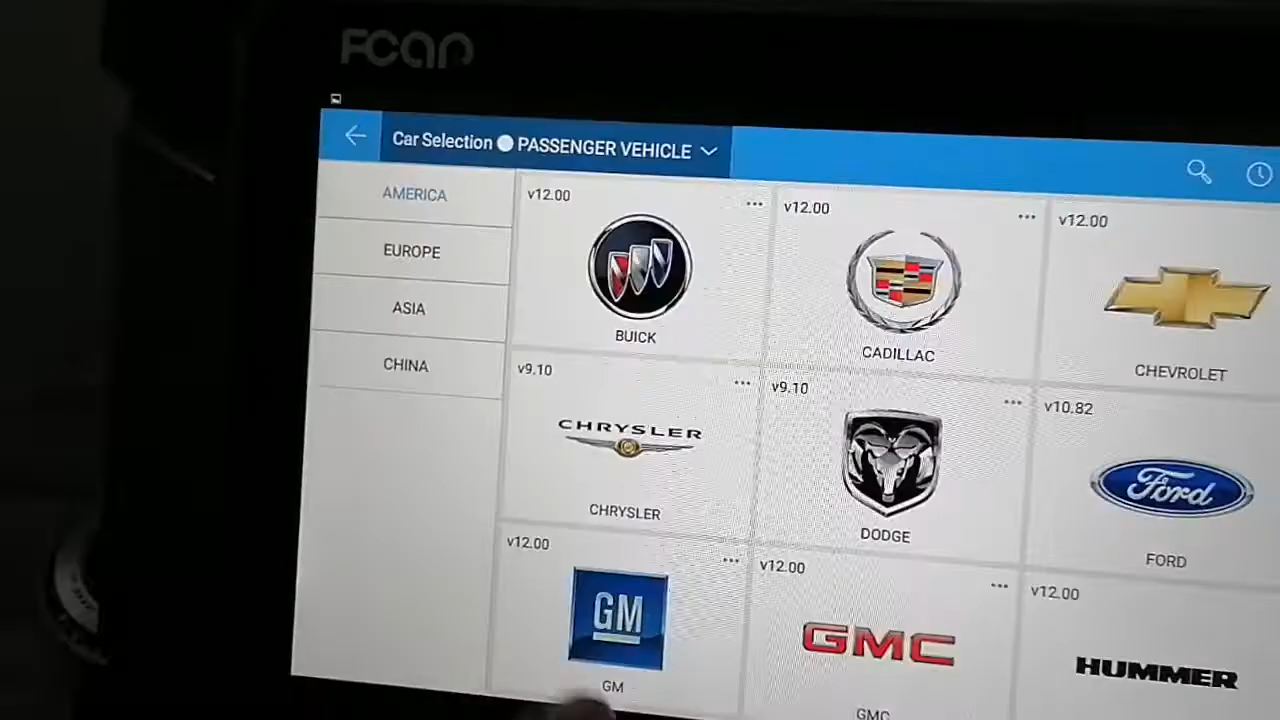 FCar
Car Selection PASSENGER VEHICLE
AMERICA
EUROPE
ASIA
CHINA
v12.00
BUICK
v12.00
CADILLAC
v12.00
CHEVROLET
v9.10
CHRYSLER
CHRYSLER
v9.10
DODGE
v10.82
Ford
FORD
v12.00
GM
GM
v12.00
GMC
GMC
v12.00
HUMMER